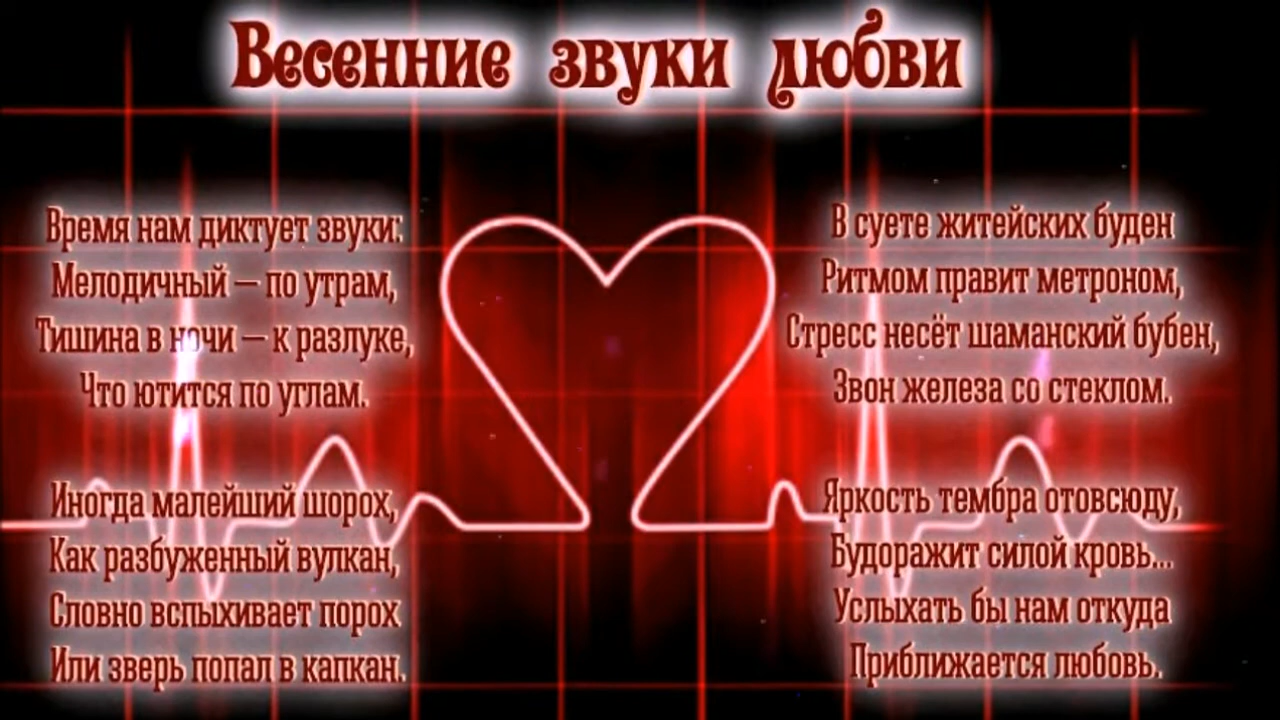 Весенние звуки любви
Время нам диктует звуки:
Мелодичный – по утрам,
Тишина в ночи – к разлуке,
Что ютится по углам.
Иногда малейший шорох,
Как разбуженный вулкан,
Словно вспыхивает порох
Или зверь попал в капкан.
В суете житейских буден
Ритмом правит метроном,
Стресс несёт шаманский бубен,
Звон железа со стеклом.
Яркость тембра отовсюду,
Будоражит силой кровь...
Услыхать бы нам откуда
Приближается любовь.